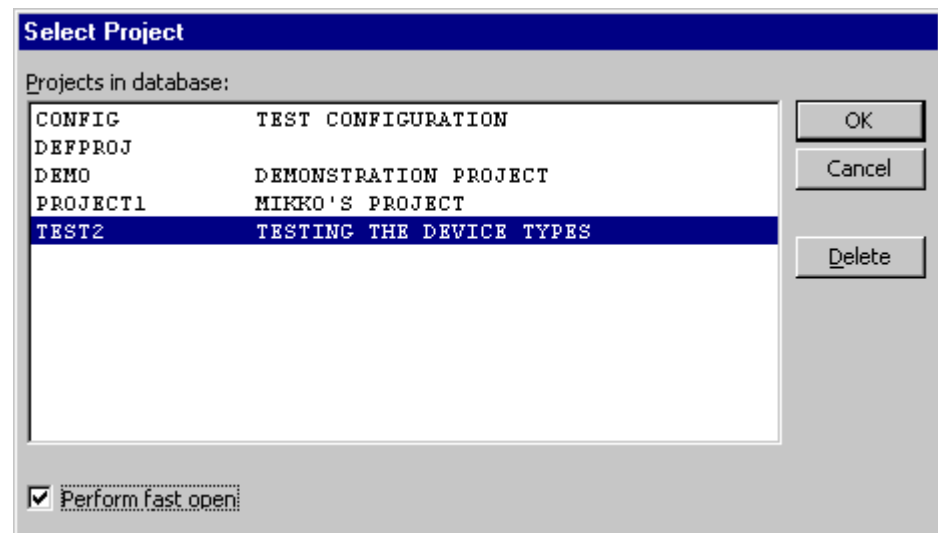 Select Project
Projects in database:
CONFIG TEST CONFIGURATION
DEFPROJ
DEMO DEMONSTRATION PROJECT
PROJECT1 MIKKO'S PROJECT
TEST2 TESTING THE DEVICE TYPES
OK
Cancel
Delete
Perform fast open